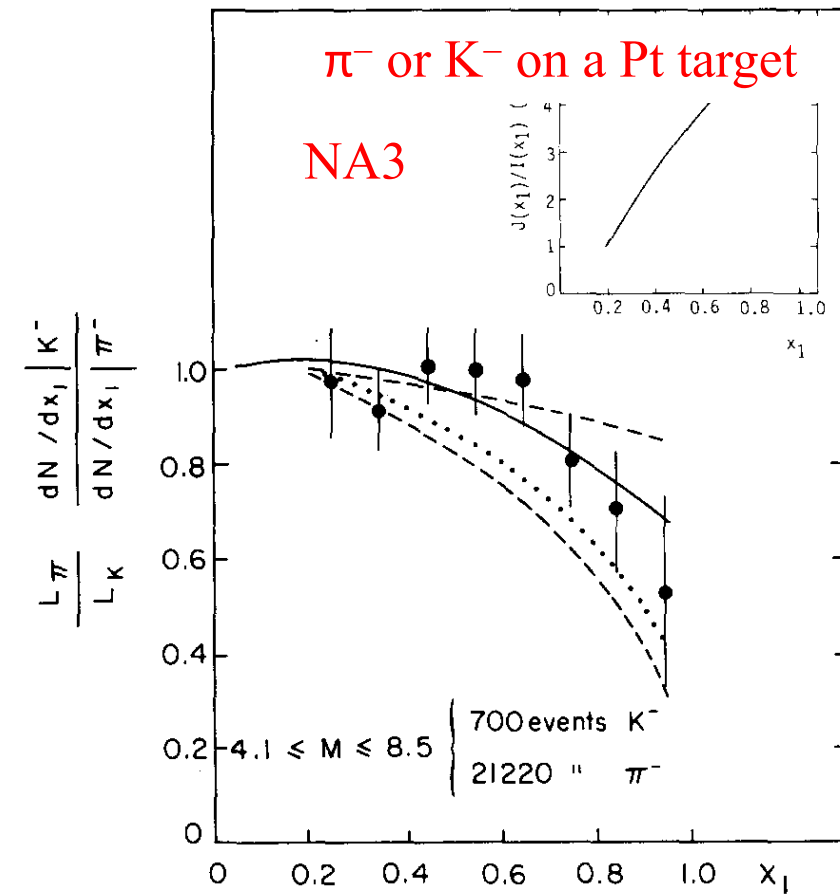 π⁻ or K⁻ on a Pt target
NA3
J(x₁)/I(x₁) (
4
3
2
1
0
0.2 0.4 0.6 0.8 1.0
x₁
L_π dN/dx₁|K⁻
L_K dN/dx₁|π⁻
1.0
0.8
0.6
0.4
0.2
0
4.1 ⩽ M ⩽ 8.5
700 events K⁻
21220 " π⁻
0 0.2 0.4 0.6 0.8 1.0 X₁